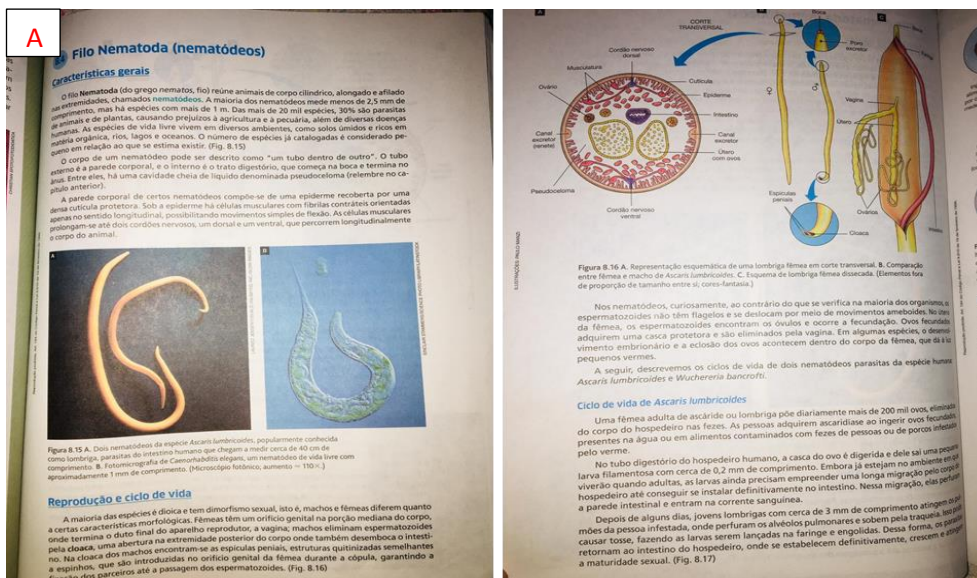 A
Filo Nematoda (nematódeos)
Características gerais
O filo Nematoda (do grego nematos, fio) reúne animais de corpo cilíndrico, alongado e afilado
nas extremidades, chamados nematódeos. A maioria dos nematódeos mede menos de 2,5 mm de
comprimento, mas há espécies com mais de 1 m. Das mais de 20 mil espécies, 30% são parasitas
de animais e de plantas, causando prejuízos à agricultura e à pecuária, além de diversas doenças
humanas. As espécies de vida livre vivem em diversos ambientes, como solos úmidos e ricos em
matéria orgânica, rios, lagos e oceanos. O número de espécies já catalogadas é considerado pe-
queno em relação ao que se estima existir. (Fig. 8.15)
O corpo de um nematódeo pode ser descrito como “um tubo dentro de outro”. O tubo
externo é a parede corporal, e o interno é o trato digestório, que começa na boca e termina no
ânus. Entre eles, há uma cavidade cheia de líquido denominada pseudoceloma (relembre no ca-
pítulo anterior).
A parede corporal de certos nematódeos compõe-se de uma epiderme recoberta por uma
densa cutícula protetora. Sob a epiderme há células musculares com fibrilas contráteis orientadas
apenas no sentido longitudinal, possibilitando movimentos simples de flexão. As células musculares
prolongam-se até dois cordões nervosos, um dorsal e um ventral, que percorrem longitudinalmente
o corpo do animal.
A
B
Figura 8.15 A. Dois nematódeos da espécie Ascaris lumbricoides, popularmente conhecida
como lombriga, parasitas do intestino humano que chegam a medir cerca de 40 cm de
comprimento. B. Fotomicrografia de Caenorhabditis elegans, um nematódeo de vida livre com
aproximadamente 1 mm de comprimento. (Microscópio fotônico, aumento ≈ 110×.)
Reprodução e ciclo de vida
A maioria das espécies é dioica e tem dimorfismo sexual, isto é, machos e fêmeas diferem quanto
a certas características morfológicas. Fêmeas têm um orifício genital na porção mediana do corpo,
onde termina o duto final do aparelho reprodutor, a vagina; machos eliminam espermatozoides
pela cloaca, uma abertura na extremidade posterior do corpo onde também desemboca o intesti-
no. Na cloaca dos machos encontram-se as espículas peniais, estruturas quitinizadas semelhantes
a espinhos, que são introduzidas no orifício genital da fêmea durante a cópula, garantindo a
dos parceiros até a passagem dos espermatozoides. (Fig. 8.16)
A
CORTE
TRANSVERSAL
Cordão nervoso
dorsal
Musculatura
Ovário
Cutícula
Epiderme
Intestino
Canal
excretor
(renete)
Canal
excretor
Útero
com ovos
Pseudoceloma
Cordão nervoso
ventral
Boca
Poro
excretor
♀
♂
Espículas
peniais
Cloaca
C
Boca
Faringe
Vagina
Útero
Ovários
Intestino
ILUSTRAÇÕES: PAULO MANZI
Figura 8.16 A. Representação esquemática de uma lombriga fêmea em corte transversal. B. Comparação
entre fêmea e macho de Ascaris lumbricoides. C. Esquema de lombriga fêmea dissecada. (Elementos fora
de proporção de tamanho entre si; cores-fantasia.)
Nos nematódeos, curiosamente, ao contrário do que se verifica na maioria dos organismos, os
espermatozoides não têm flagelos e se deslocam por meio de movimentos ameboides. No útero
da fêmea, os espermatozoides encontram os óvulos e ocorre a fecundação. Ovos fecundados
adquirem uma casca protetora e são eliminados pela vagina. Em algumas espécies, o desenvol-
vimento embrionário e a eclosão dos ovos acontecem dentro do corpo da fêmea, que dá à luz
pequenos vermes.
A seguir, descrevemos os ciclos de vida de dois nematódeos parasitas da espécie humana:
Ascaris lumbricoides e Wuchereria bancrofti.
Ciclo de vida de Ascaris lumbricoides
Uma fêmea adulta de ascáride ou lombriga põe diariamente mais de 200 mil ovos, eliminados
do corpo do hospedeiro nas fezes. As pessoas adquirem ascaridíase ao ingerir ovos fecundados
presentes na água ou em alimentos contaminados com fezes de pessoas ou de porcos infestados
pelo verme.
No tubo digestório do hospedeiro humano, a casca do ovo é digerida e dele sai uma pequena
larva filamentosa com cerca de 0,2 mm de comprimento. Embora já estejam no ambiente em que
viverão quando adultas, as larvas ainda precisam empreender uma longa migração pelo corpo do
hospedeiro até conseguir se instalar definitivamente no intestino. Nessa migração, elas perfuram
a parede intestinal e entram na corrente sanguínea.
Depois de alguns dias, jovens lombrigas com cerca de 3 mm de comprimento atingem os pul-
mões da pessoa infestada, onde perfuram os alvéolos pulmonares e sobem pela traqueia. Isso pode
causar tosse, fazendo as larvas serem lançadas na faringe e engolidas. Dessa forma, os parasitas
retornam ao intestino do hospedeiro, onde se estabelecem definitivamente, crescem e atingem
a maturidade sexual. (Fig. 8.17)